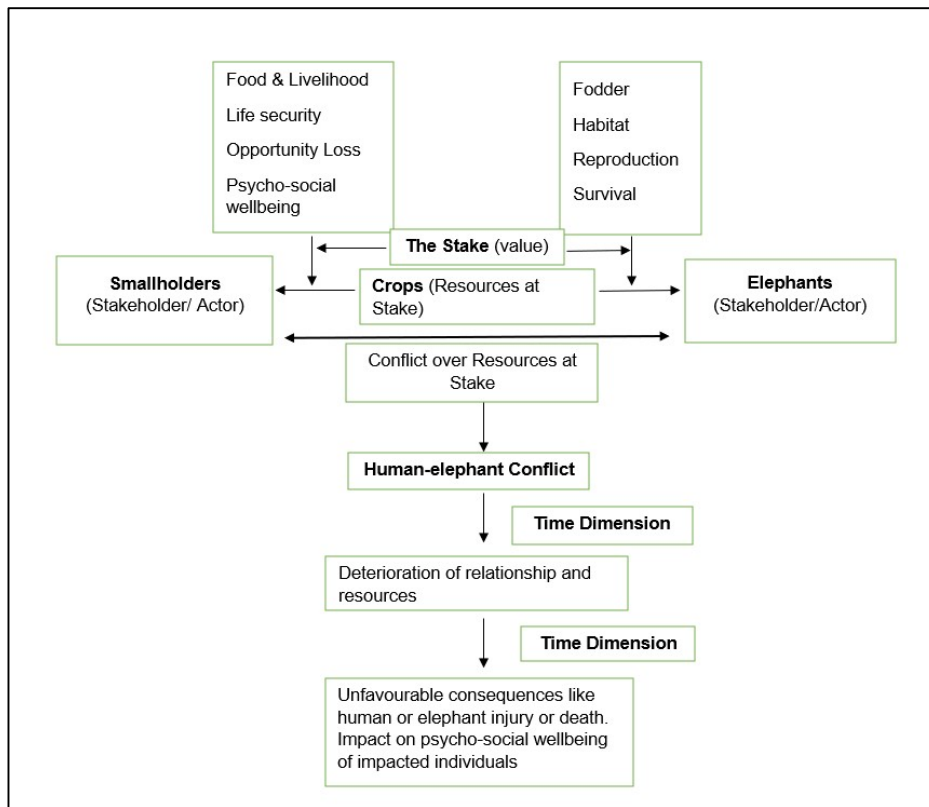 Food & Livelihood
Life security
Opportunity Loss
Psycho-social
wellbeing
Fodder
Habitat
Reproduction
Survival
The Stake (value)
Smallholders
(Stakeholder/ Actor)
Crops (Resources at
Stake)
Elephants
(Stakeholder/Actor)
Conflict over Resources at
Stake
Human-elephant Conflict
Time Dimension
Deterioration of relationship and
resources
Time Dimension
Unfavourable consequences like
human or elephant injury or death.
Impact on psycho-social wellbeing
of impacted individuals